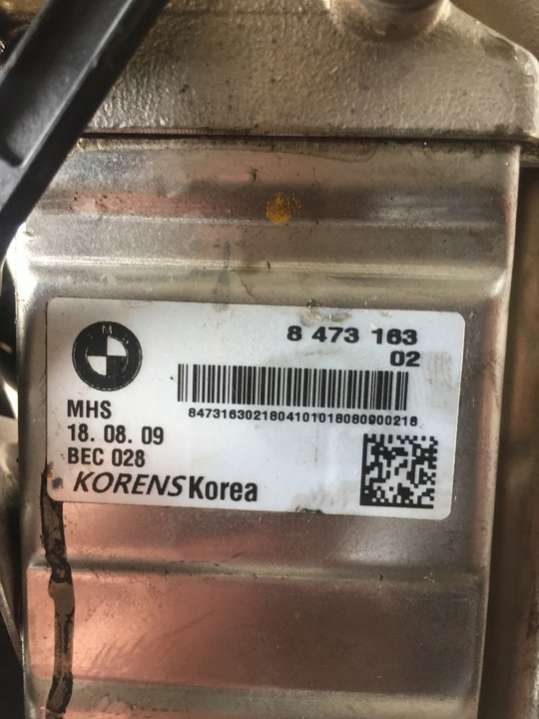 8 473 163
02
8473163021804101018080900218
MHS
18. 08. 09
BEC 028
KORENS Korea